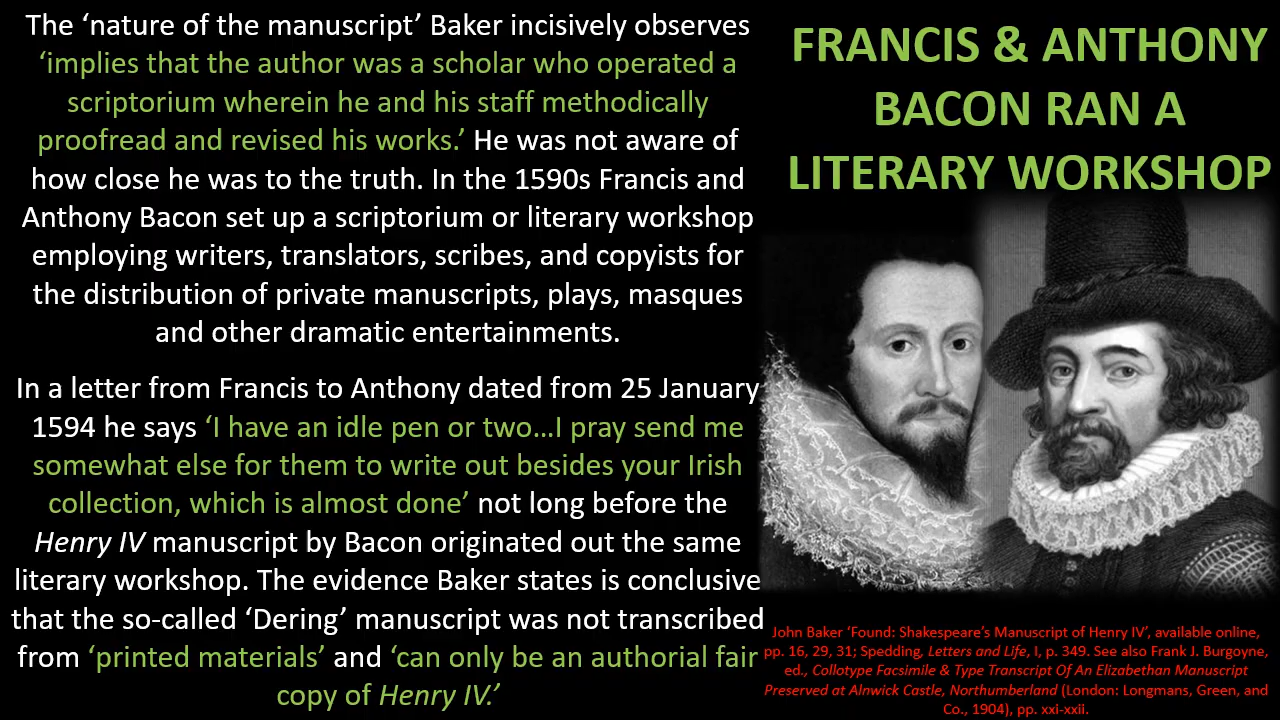 The ‘nature of the manuscript’ Baker incisively observes
‘implies that the author was a scholar who operated a
scriptorium wherein he and his staff methodically
proofread and revised his works.’ He was not aware of
how close he was to the truth. In the 1590s Francis and
Anthony Bacon set up a scriptorium or literary workshop
employing writers, translators, scribes, and copyists for
the distribution of private manuscripts, plays, masques
and other dramatic entertainments.
In a letter from Francis to Anthony dated from 25 January
1594 he says ‘I have an idle pen or two…I pray send me
somewhat else for them to write out besides your Irish
collection, which is almost done’ not long before the
Henry IV manuscript by Bacon originated out the same
literary workshop. The evidence Baker states is conclusive
that the so-called ‘Dering’ manuscript was not transcribed
from ‘printed materials’ and ‘can only be an authorial fair
copy of Henry IV.’
FRANCIS & ANTHONY
BACON RAN A
LITERARY WORKSHOP
John Baker ‘Found: Shakespeare’s Manuscript of Henry IV’, available online,
pp. 16, 29, 31; Spedding, Letters and Life, I, p. 349. See also Frank J. Burgoyne,
ed., Collotype Facsimile & Type Transcript Of An Elizabethan Manuscript
Preserved at Alnwick Castle, Northumberland (London: Longmans, Green, and
Co., 1904), pp. xxi-xxii.